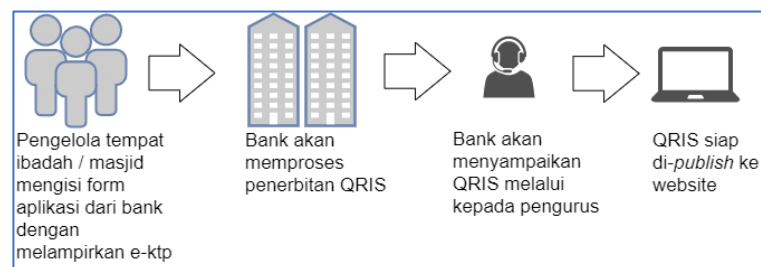 Pengelola tempat
ibadah / masjid
mengisi form
aplikasi dari bank
dengan
melampirkan e-ktp
Bank akan
memproses
penerbitan QRIS
Bank akan
menyampaikan
QRIS melalui
kepada pengurus
QRIS siap
di-publish ke
website